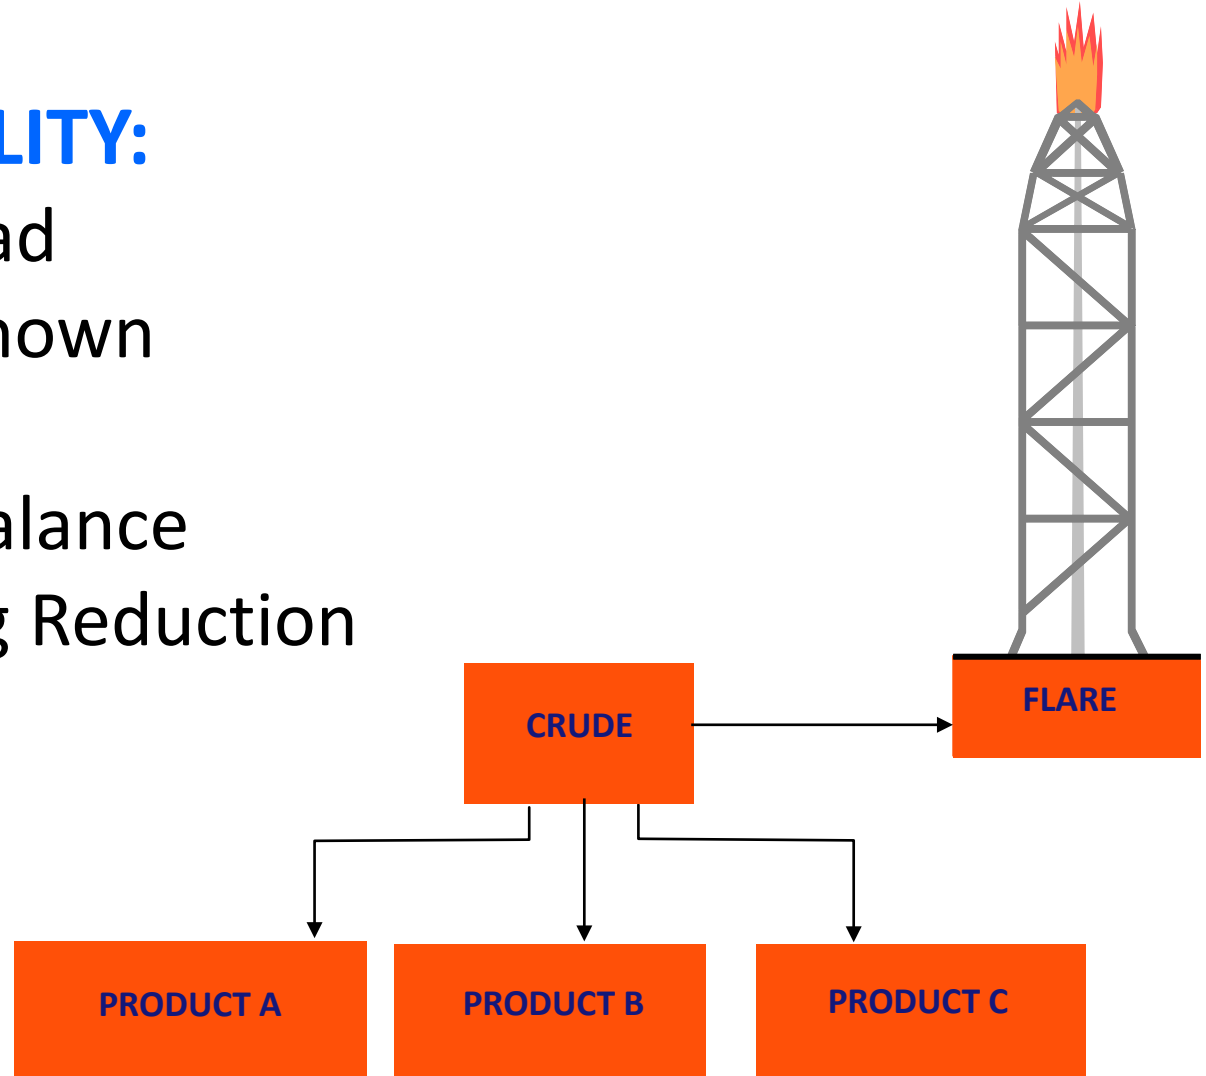 LITY:
ad
nown
alance
g Reduction
FLARE
CRUDE
PRODUCT A
PRODUCT B
PRODUCT C